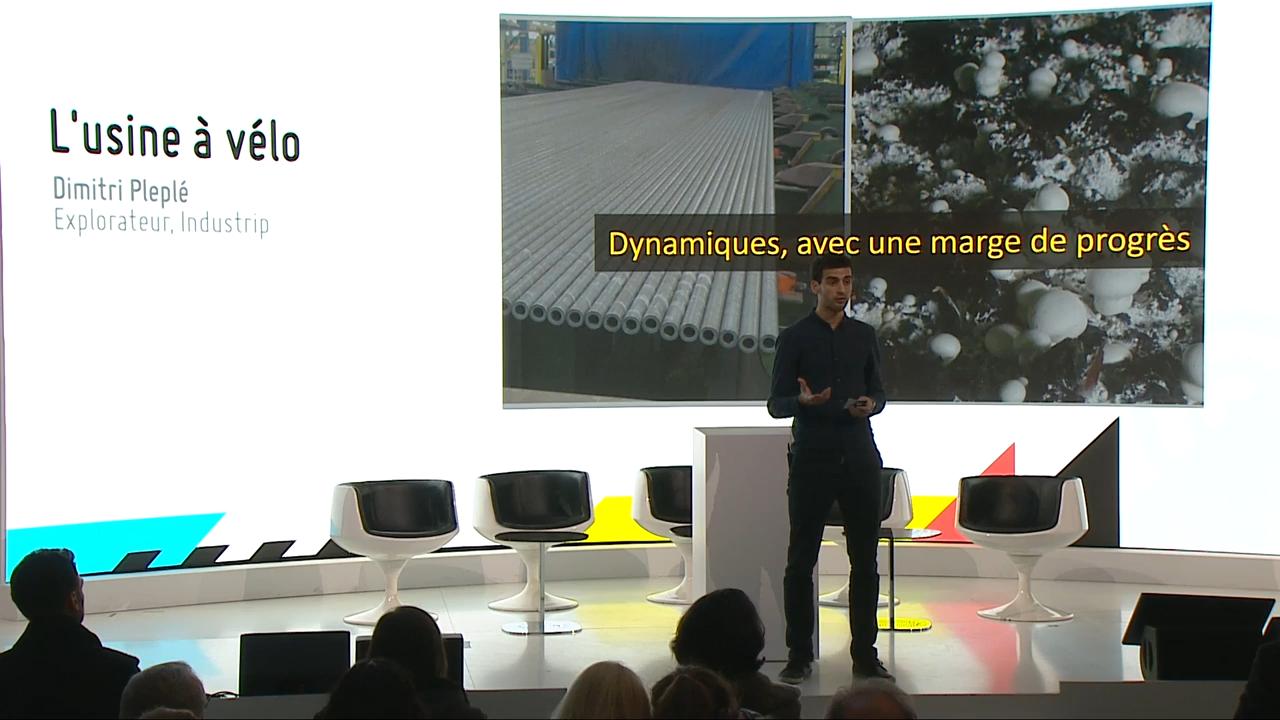 L'usine à vélo
Dimitri Pleplé
Explorateur, Industrip
Dynamiques, avec une marge de progrès